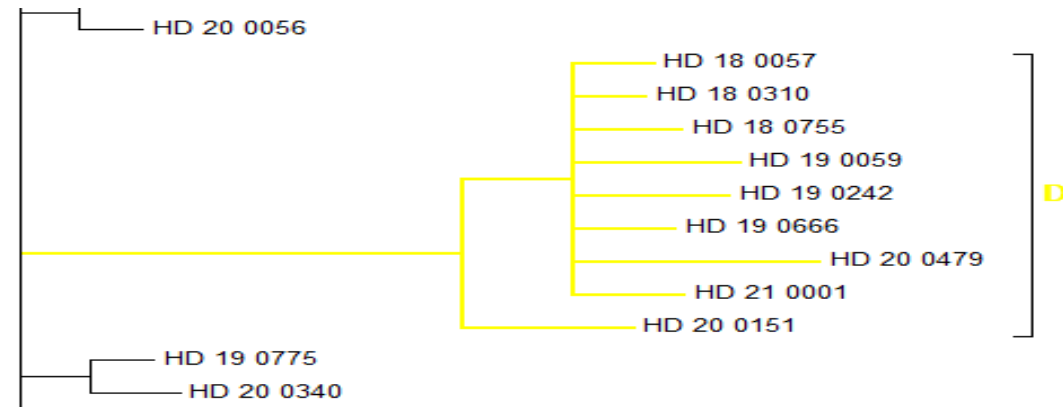 HD 20 0056
HD 18 0057
HD 18 0310
HD 18 0755
HD 19 0059
HD 19 0242
D
HD 19 0666
HD 20 0479
HD 21 0001
HD 20 0151
HD 19 0775
HD 20 0340